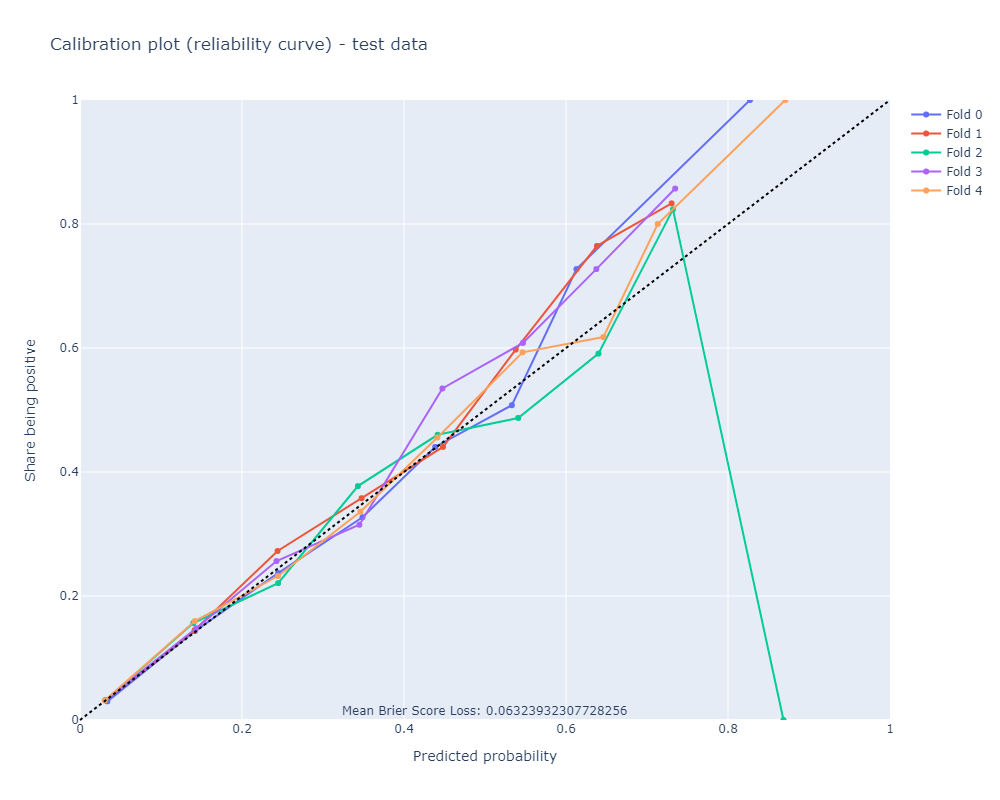 Calibration plot (reliability curve) - test data
1
0.8
0.6
0.4
0.2
0
Share being positive
Mean Brier Score Loss: 0.06323932307728256
0.2
0.2
0.4
0.6
0.8
1
Predicted probability
Fold 0
Fold 1
Fold 2
Fold 3
Fold 4